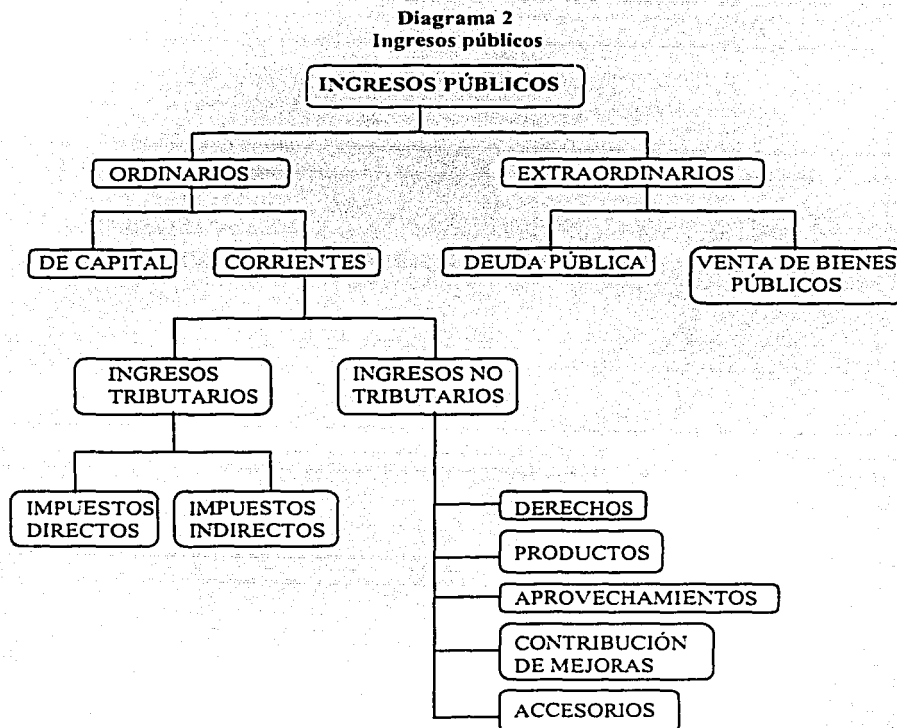 Diagrama 2
Ingresos públicos
INGRESOS PÚBLICOS
ORDINARIOS
EXTRAORDINARIOS
DE CAPITAL
CORRIENTES
DEUDA PÚBLICA
VENTA DE BIENES
PÚBLICOS
INGRESOS
TRIBUTARIOS
INGRESOS NO
TRIBUTARIOS
IMPUESTOS
DIRECTOS
IMPUESTOS
INDIRECTOS
DERECHOS
PRODUCTOS
APROVECHAMIENTOS
CONTRIBUCIÓN
DE MEJORAS
ACCESORIOS